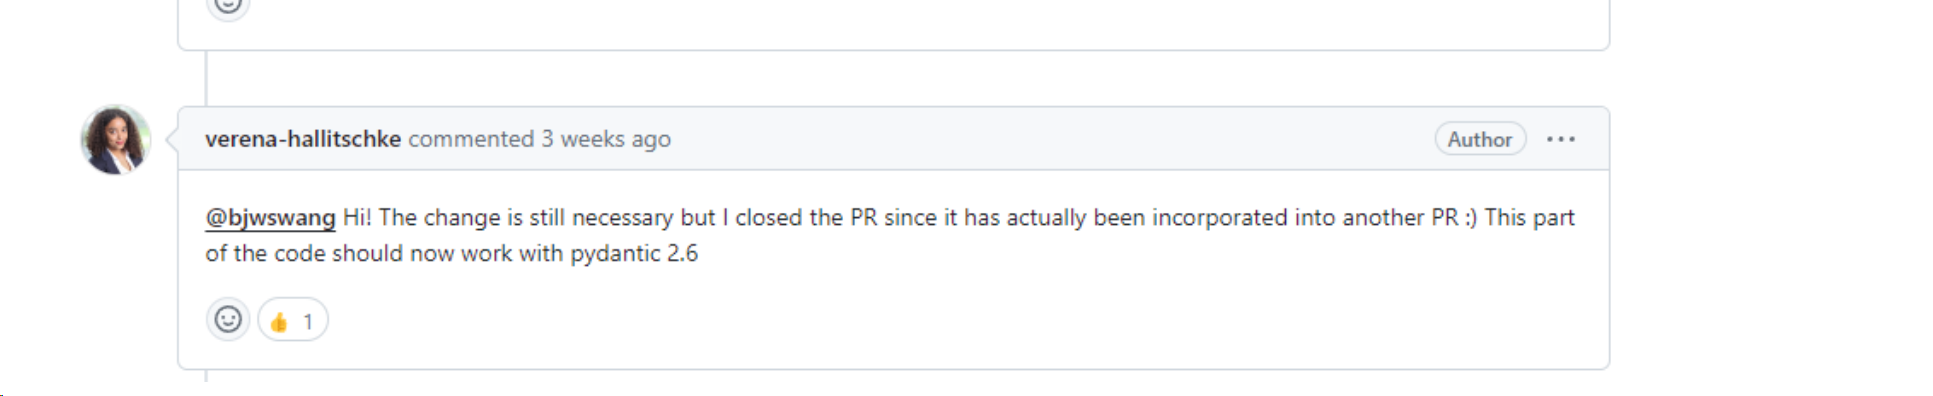 verena-hallitschke commented 3 weeks ago
Author
@bjwswang Hi! The change is still necessary but I closed the PR since it has actually been incorporated into another PR :) This part
of the code should now work with pydantic 2.6
1